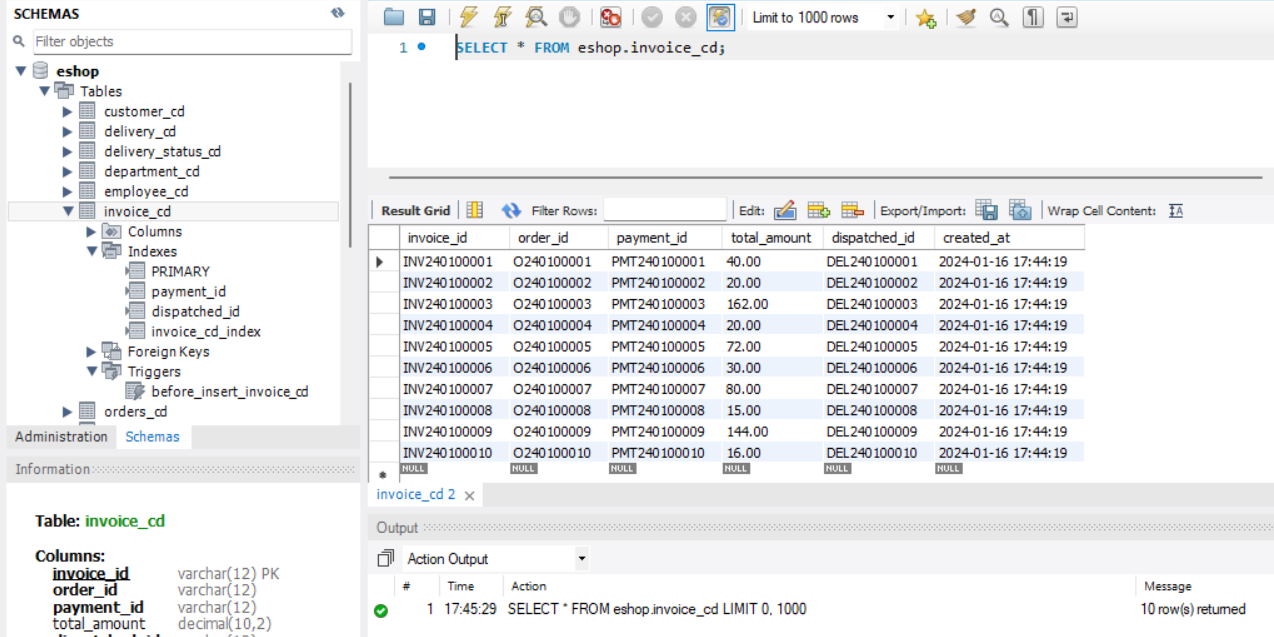 SCHEMAS
Filter objects
eshop
Tables
customer_cd
delivery_cd
delivery_status_cd
department_cd
employee_cd
invoice_cd
Columns
Indexes
PRIMARY
payment_id
dispatched_id
invoice_cd_index
Foreign Keys
Triggers
before_insert_invoice_cd
orders_cd
Administration Schemas
Information
Table: invoice_cd
Columns:
invoice_id varchar(12) PK
order_id varchar(12)
payment_id varchar(12)
total_amount decimal(10,2)
Limit to 1000 rows
1 SELECT * FROM eshop.invoice_cd;
Result Grid Filter Rows: Edit: Export/Import: Wrap Cell Content:
invoice_id order_id payment_id total_amount dispatched_id created_at
INV240100001 O240100001 PMT240100001 40.00 DEL240100001 2024-01-16 17:44:19
INV240100002 O240100002 PMT240100002 20.00 DEL240100002 2024-01-16 17:44:19
INV240100003 O240100003 PMT240100003 162.00 DEL240100003 2024-01-16 17:44:19
INV240100004 O240100004 PMT240100004 20.00 DEL240100004 2024-01-16 17:44:19
INV240100005 O240100005 PMT240100005 72.00 DEL240100005 2024-01-16 17:44:19
INV240100006 O240100006 PMT240100006 30.00 DEL240100006 2024-01-16 17:44:19
INV240100007 O240100007 PMT240100007 80.00 DEL240100007 2024-01-16 17:44:19
INV240100008 O240100008 PMT240100008 15.00 DEL240100008 2024-01-16 17:44:19
INV240100009 O240100009 PMT240100009 144.00 DEL240100009 2024-01-16 17:44:19
INV240100010 O240100010 PMT240100010 16.00 DEL240100010 2024-01-16 17:44:19
NULL NULL NULL NULL NULL NULL
invoice_cd 2
Output
Action Output
# Time Action Message
1 17:45:29 SELECT * FROM eshop.invoice_cd LIMIT 0, 1000 10 row(s) returned